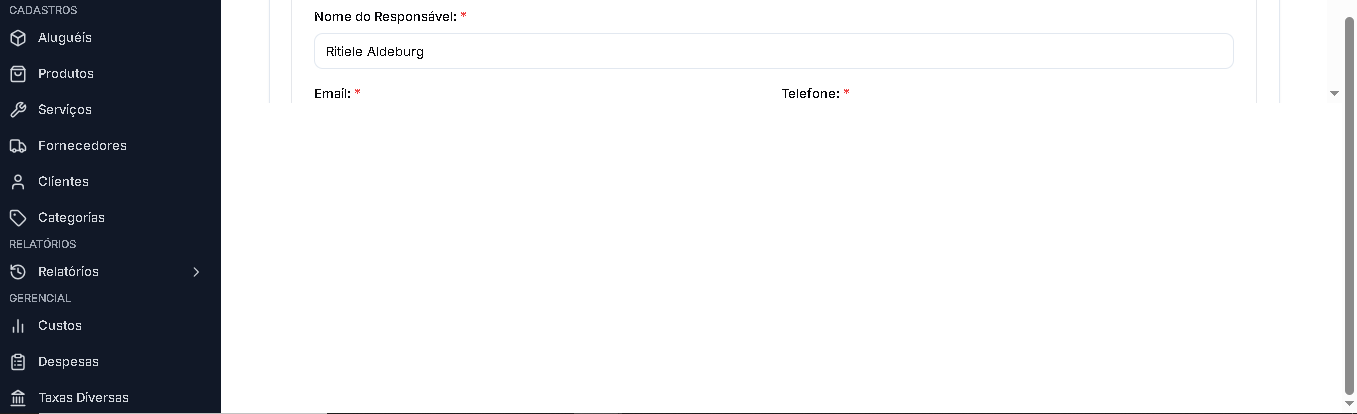 CADASTROS
Aluguéis
Produtos
Serviços
Fornecedores
Clientes
Categorias
RELATÓRIOS
Relatórios
GERENCIAL
Custos
Despesas
Taxas Diversas
Nome do Responsável: *
Ritiele Aldeburg
Email: *
Telefone: *